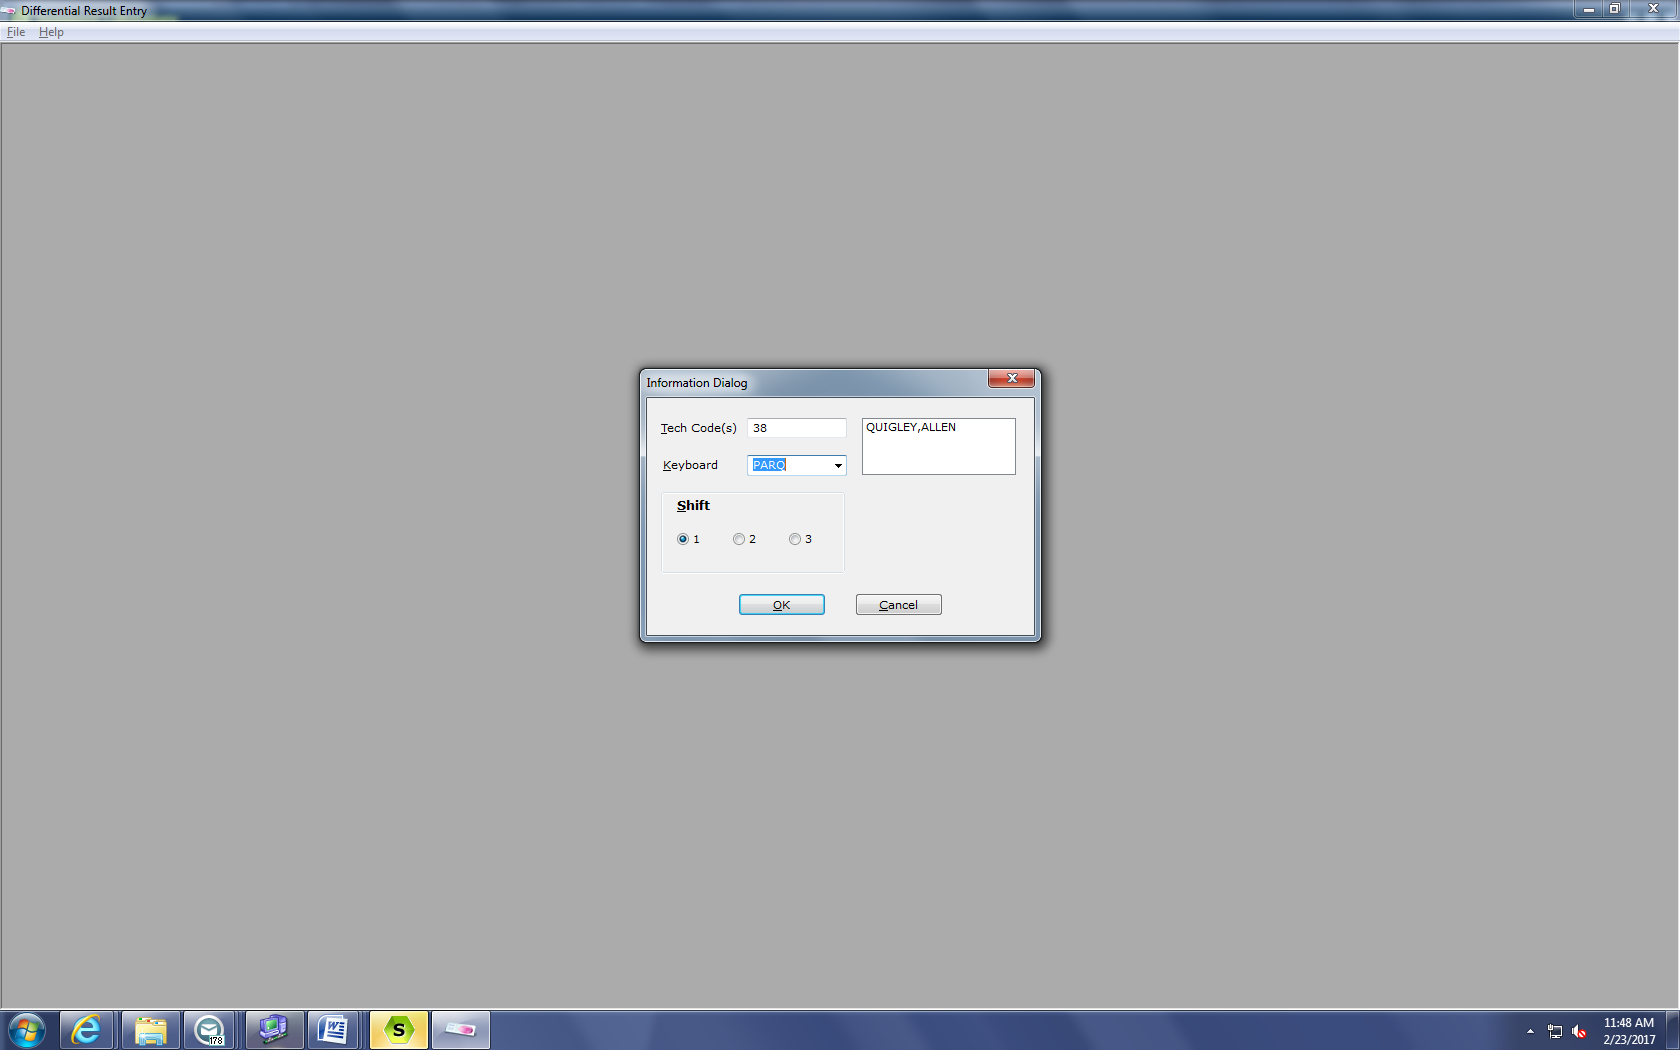 Differential Result Entry
File Help
Information Dialog
Tech Code(s) 38 QUIGLEY,ALLEN
Keyboard PARQ
Shift
1 2 3
OK Cancel
178
S
W
11:48 AM
2/23/2017